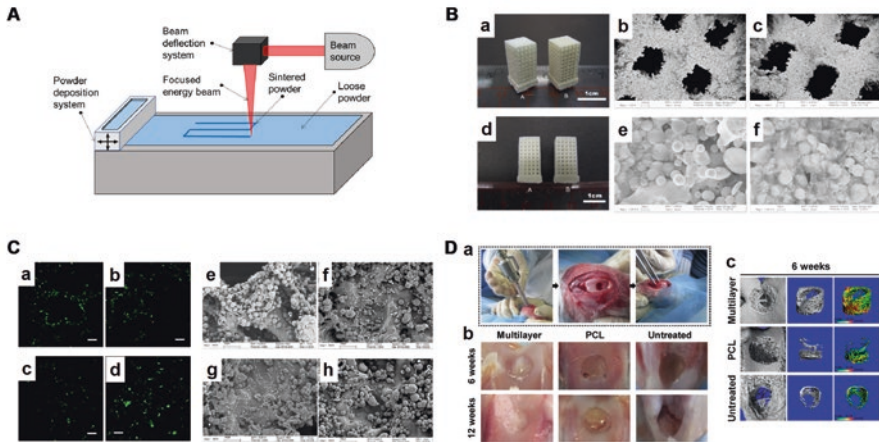 A
Beam
deflection
system
Beam
source
Powder
deposition
system
Focused
energy beam
Sintered
powder
Loose
powder
B
a
b
c
A
B
1cm
d
e
f
A
B
1cm
C
a
b
e
f
c
d
g
h
D
a
b
Multilayer
PCL
Untreated
6 weeks
12 weeks
c
6 weeks
Multilayer
PCL
Untreated